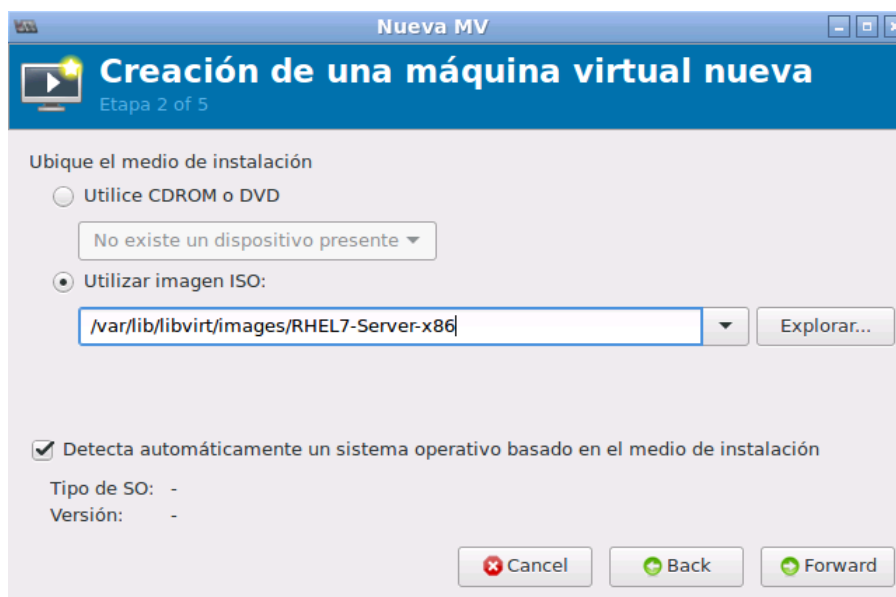 Nueva MV
Creación de una máquina virtual nueva
Etapa 2 of 5
Ubique el medio de instalación
Utilice CDROM o DVD
No existe un dispositivo presente
Utilizar imagen ISO:
/var/lib/libvirt/images/RHEL7-Server-x86
Explorar...
Detecta automáticamente un sistema operativo basado en el medio de instalación
Tipo de SO: -
Versión: -
Cancel
Back
Forward